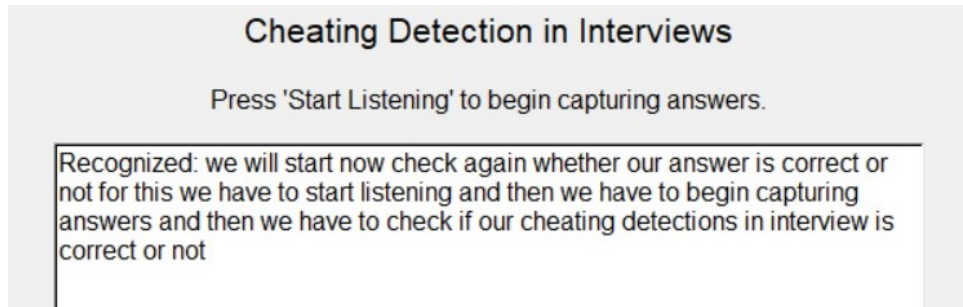 Cheating Detection in Interviews
Press 'Start Listening' to begin capturing answers.
Recognized: we will start now check again whether our answer is correct or
not for this we have to start listening and then we have to begin capturing
answers and then we have to check if our cheating detections in interview is
correct or not